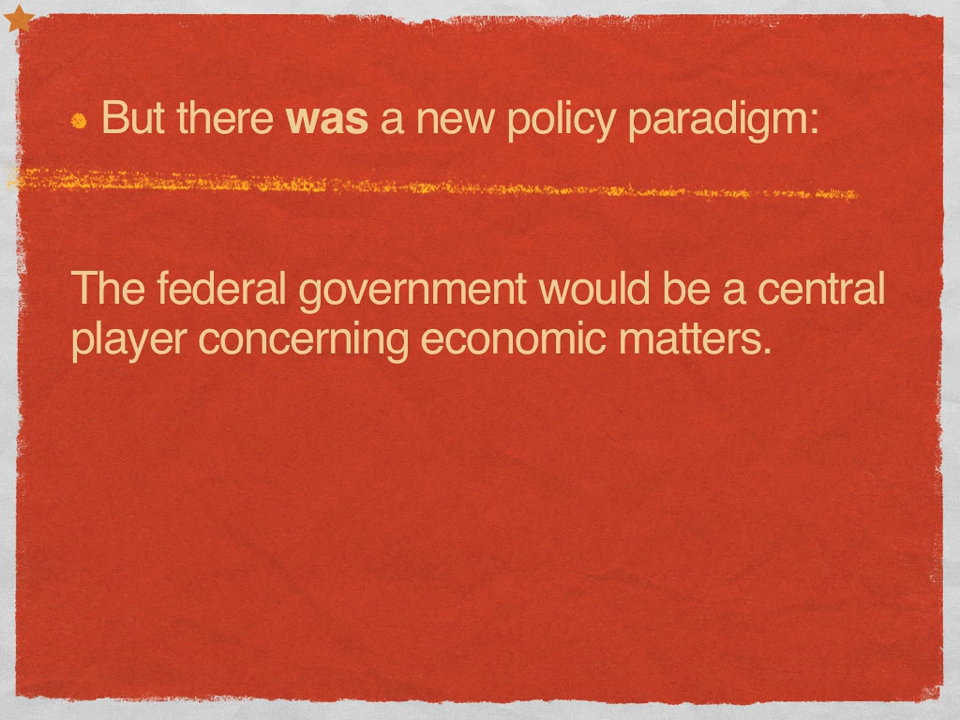 But there was a new policy paradigm:
The federal government would be a central
player concerning economic matters.